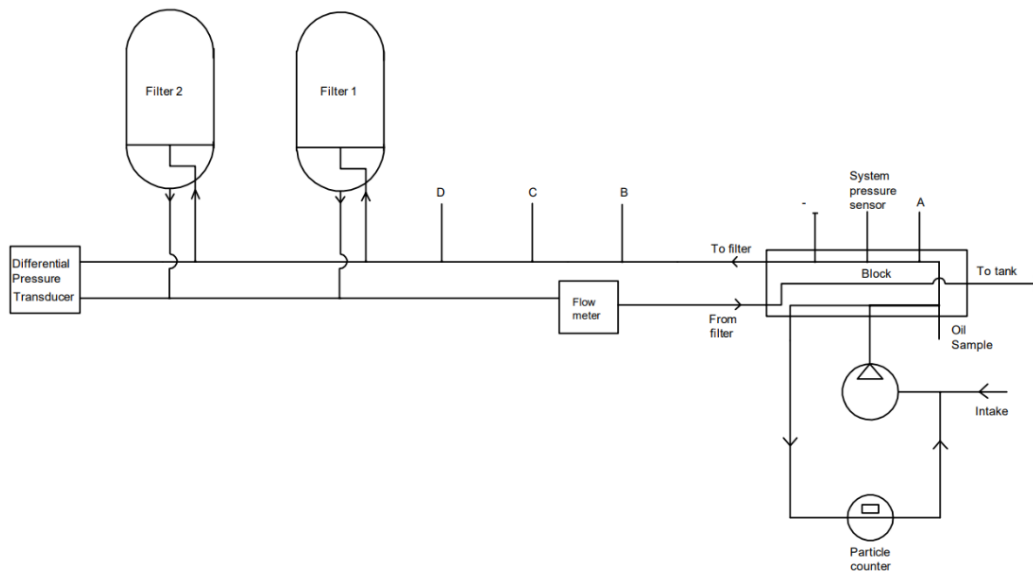 Filter 2
Filter 1
System
pressure
sensor
-
A
B
C
D
To filter
Block
To tank
Differential
Pressure
Transducer
Flow
meter
From
filter
Oil
Sample
Intake
Particle
counter